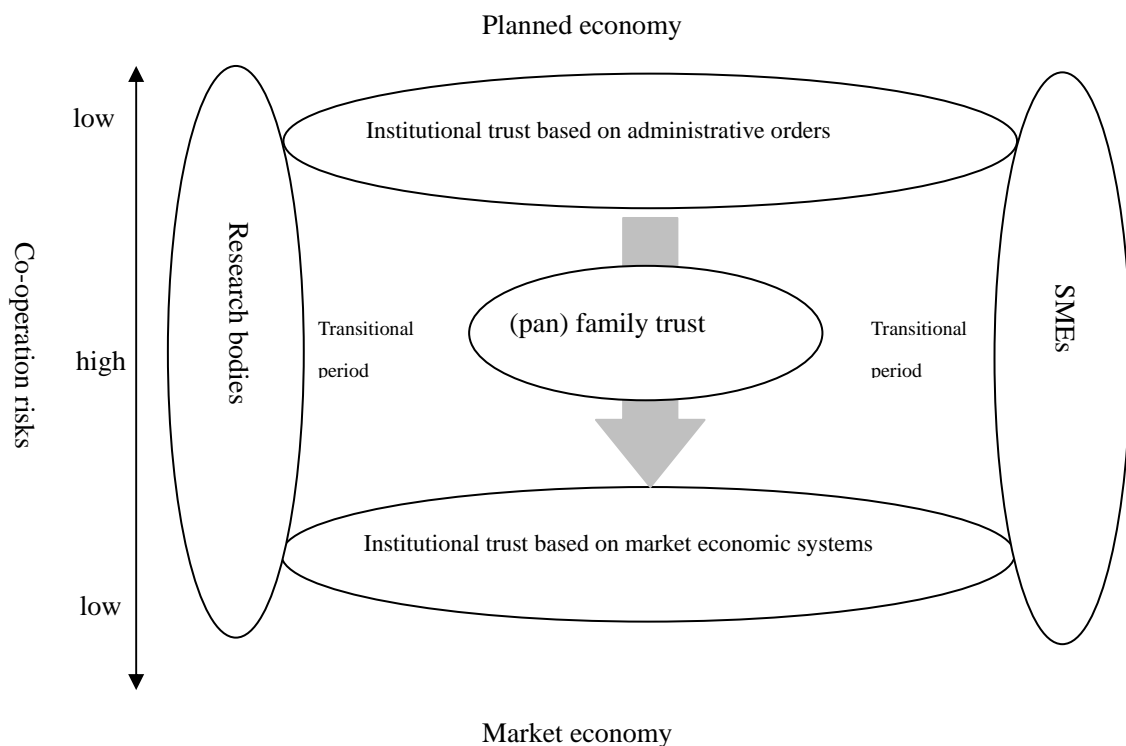 Planned economy
low
Institutional trust based on administrative orders
Research bodies
Co-operation risks
SMEs
(pan) family trust
Transitional
period
Transitional
period
high
Institutional trust based on market economic systems
low
Market economy